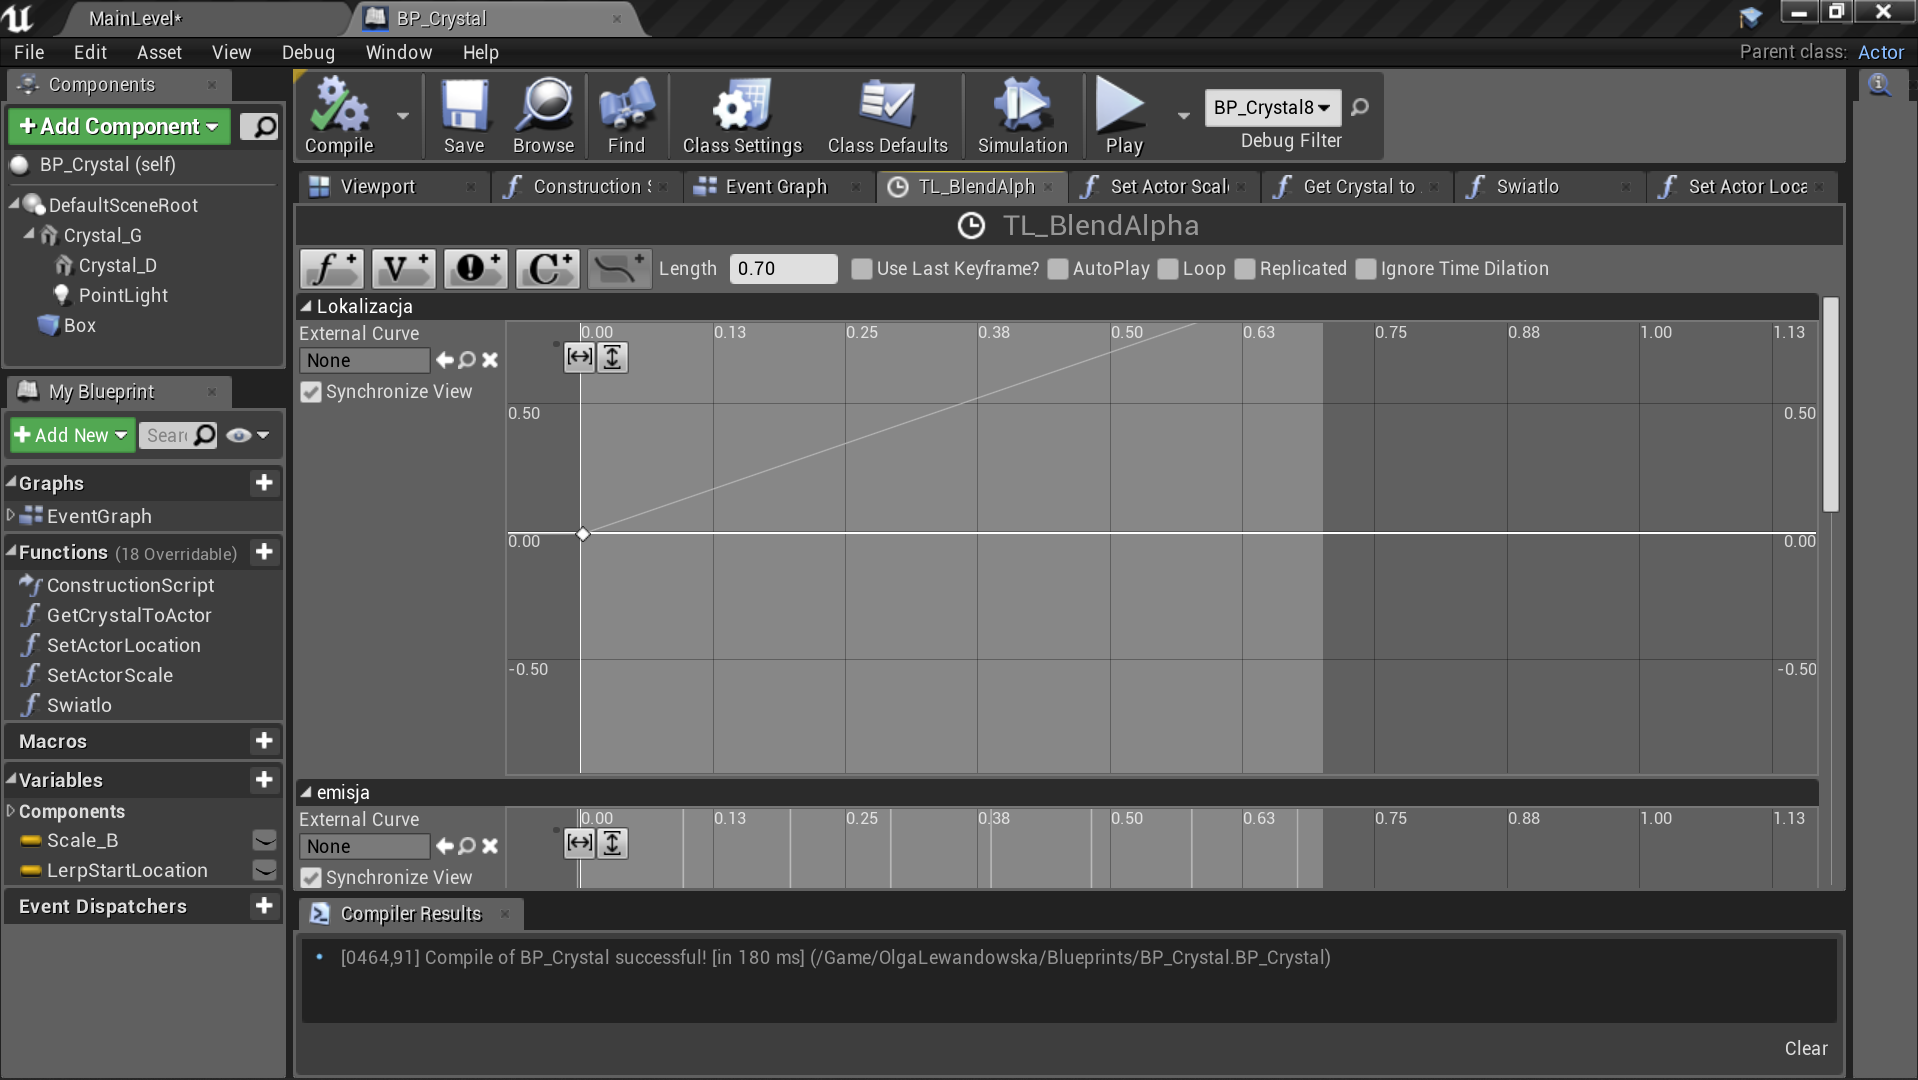 MainLevel*
BP_Crystal
File Edit Asset View Debug Window Help
Parent class: Actor
Components
Add Component
BP_Crystal (self)
DefaultSceneRoot
Crystal_G
Crystal_D
PointLight
Box
My Blueprint
Add New
Sear
Graphs
EventGraph
Functions (18 Overridable)
ConstructionScript
GetCrystalToActor
SetActorLocation
SetActorScale
Swiatlo
Macros
Variables
Components
Scale_B
LerpStartLocation
Event Dispatchers
Compile Save Browse Find Class Settings Class Defaults Simulation Play
BP_Crystal8
Debug Filter
Viewport Construction S Event Graph TL_BlendAlph Set Actor Scal Get Crystal to Swiatlo Set Actor Loca
TL_BlendAlpha
f V C Length 0.70 Use Last Keyframe? AutoPlay Loop Replicated Ignore Time Dilation
Lokalizacja
External Curve
None
Synchronize View
0.00 0.13 0.25 0.38 0.50 0.63 0.75 0.88 1.00 1.13
0.50 0.50
0.00 0.00
-0.50 -0.50
emisja
External Curve
None
Synchronize View
0.00 0.13 0.25 0.38 0.50 0.63 0.75 0.88 1.00 1.13
Compiler Results
[0464,91] Compile of BP_Crystal successful! [in 180 ms] (/Game/OlgaLewandowska/Blueprints/BP_Crystal.BP_Crystal)
Clear